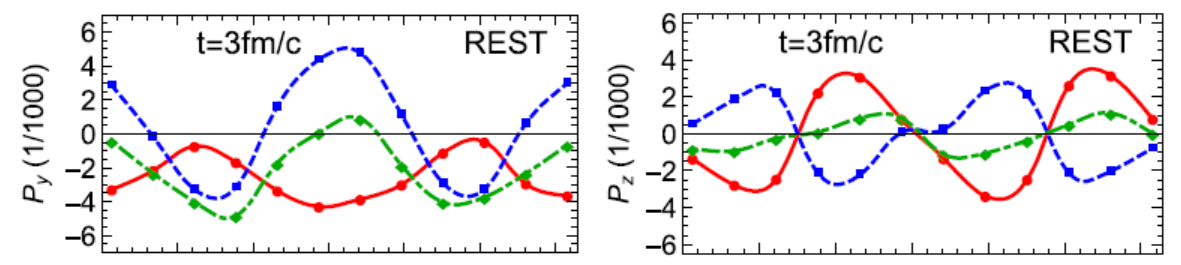 P_y (1/1000)
6
4
2
0
−2
−4
−6
t=3fm/c
REST
P_z (1/1000)
6
4
2
0
−2
−4
−6
t=3fm/c
REST